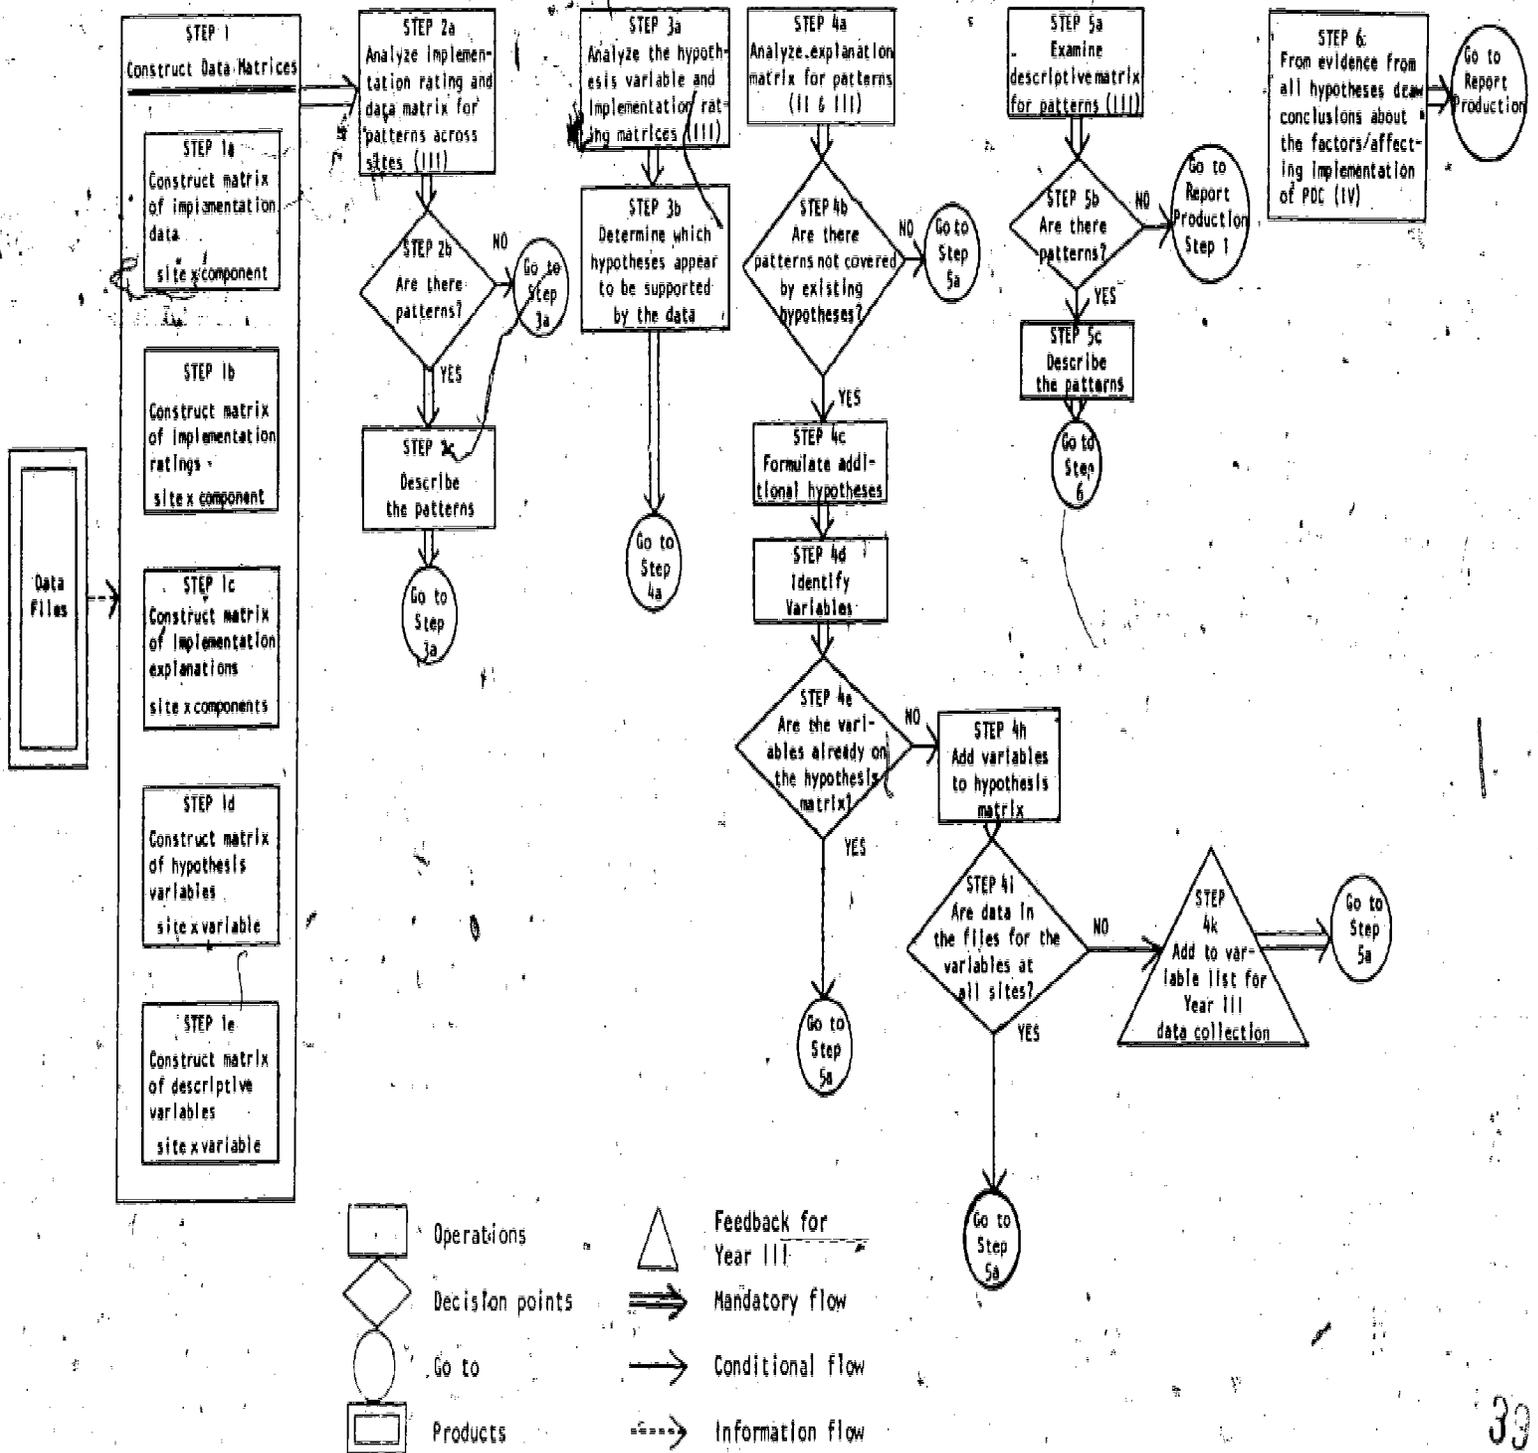 STEP 1
Construct Data Matrices
STEP 1a
Construct matrix
of implementation
data
site x component
STEP 1b
Construct matrix
of implementation
ratings
site x component
STEP 1c
Construct matrix
of implementation
explanations
site x components
STEP 1d
Construct matrix
of hypothesis
variables
site x variable
STEP 1e
Construct matrix
of descriptive
variables
site x variable
Data
Files
STEP 2a
Analyze implemen-
tation rating and
data matrix for
patterns across
sites (III)
STEP 2b
Are there
patterns?
NO
Go to
Step
3a
YES
STEP 2c
Describe
the patterns
Go to
Step
3a
STEP 3a
Analyze the hypoth-
esis variable and
implementation rat-
ing matrices (III)
STEP 3b
Determine which
hypotheses appear
to be supported
by the data
Go to
Step
4a
STEP 4a
Analyze explanation
matrix for patterns
(II & III)
STEP 4b
Are there
patterns not covered
by existing
hypotheses?
NO
Go to
Step
5a
YES
STEP 4c
Formulate addi-
tional hypotheses
STEP 4d
Identify
Variables
STEP 4e
Are the vari-
ables already on
the hypothesis
matrix?
NO
YES
Go to
Step
5a
STEP 4h
Add variables
to hypothesis
matrix
STEP 4i
Are data in
the files for the
variables at
all sites?
NO
YES
Go to
Step
5a
STEP
4k
Add to var-
iable list for
Year III
data collection
Go to
Step
5a
STEP 5a
Examine
descriptive matrix
for patterns (III)
STEP 5b
Are there
patterns?
NO
Go to
Report
Production
Step 1
YES
STEP 5c
Describe
the patterns
Go to
Step
6
STEP 6
From evidence from
all hypotheses draw
conclusions about
the factors/affect-
ing implementation
of PDC (IV)
Go to
Report
Production
Operations
Decision points
Go to
Products
Feedback for
Year III
Mandatory flow
Conditional flow
Information flow
39